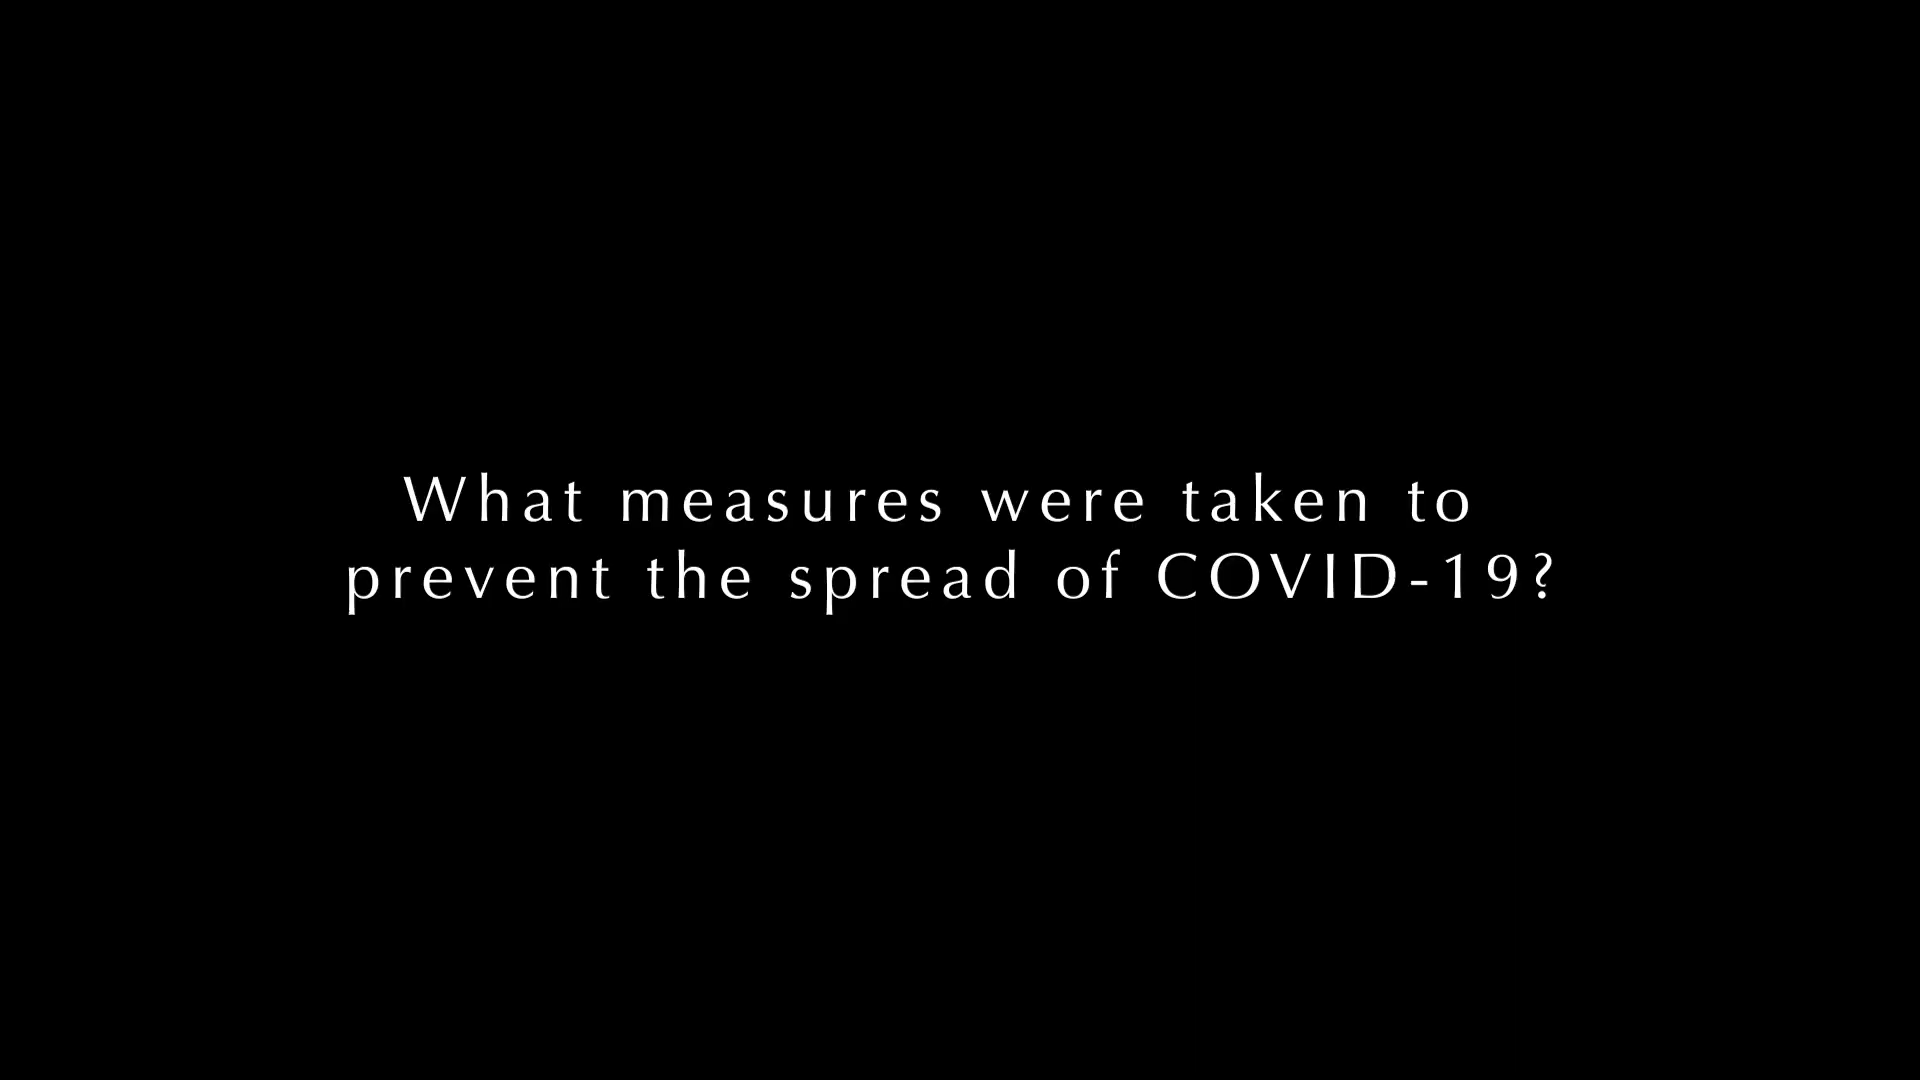 What measures were taken to
prevent the spread of COVID-19?